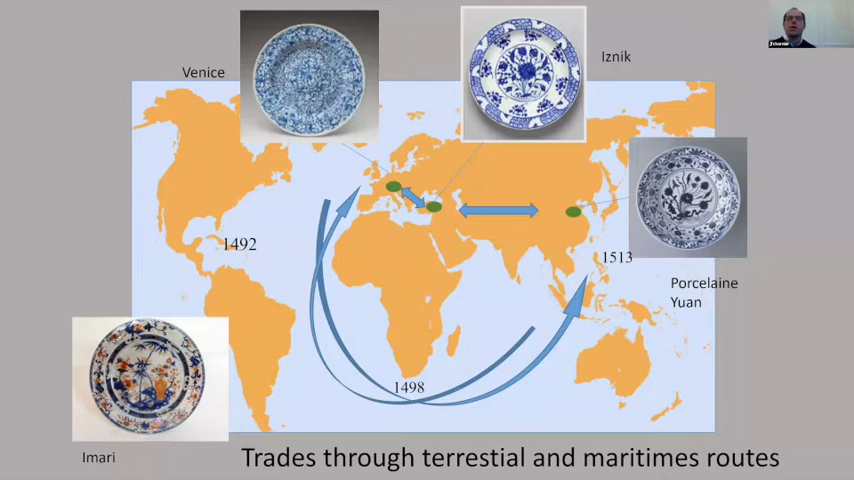 Venice
Iznik
1492
1513
Porcelaine
Yuan
1498
Imari
Trades through terrestial and maritimes routes